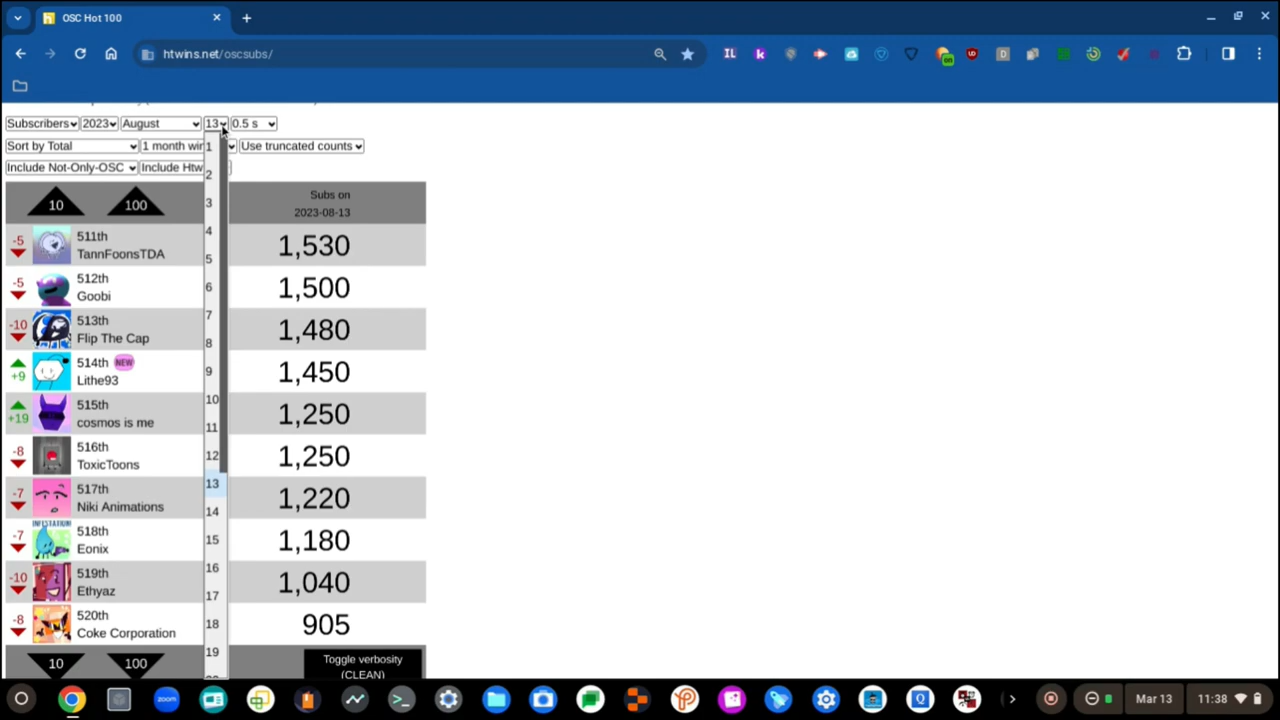 OSC Hot 100
htwins.net/oscsubs/
Subscribers 2023 August 13 0.5 s
Sort by Total 1 month Use truncated counts
Include Not-Only-OSC Include
1
2
3
4
5
6
7
8
9
10
11
12
13
14
15
16
17
18
19
10 100 Subs on
2023-08-13
-5 511th
TannFoonsTDA 1,530
-5 512th
Goobi 1,500
-10 513th
Flip The Cap 1,480
+9 514th NEW
Lithe93 1,450
+19 515th
cosmos is me 1,250
-8 516th
ToxicToons 1,250
-7 517th
Niki Animations 1,220
INFESTATION
-7 518th
Eonix 1,180
-10 519th
Ethyaz 1,040
-8 520th
Coke Corporation 905
10 100 Toggle verbosity
(CLEAN)
zoom Mar 13 11:38